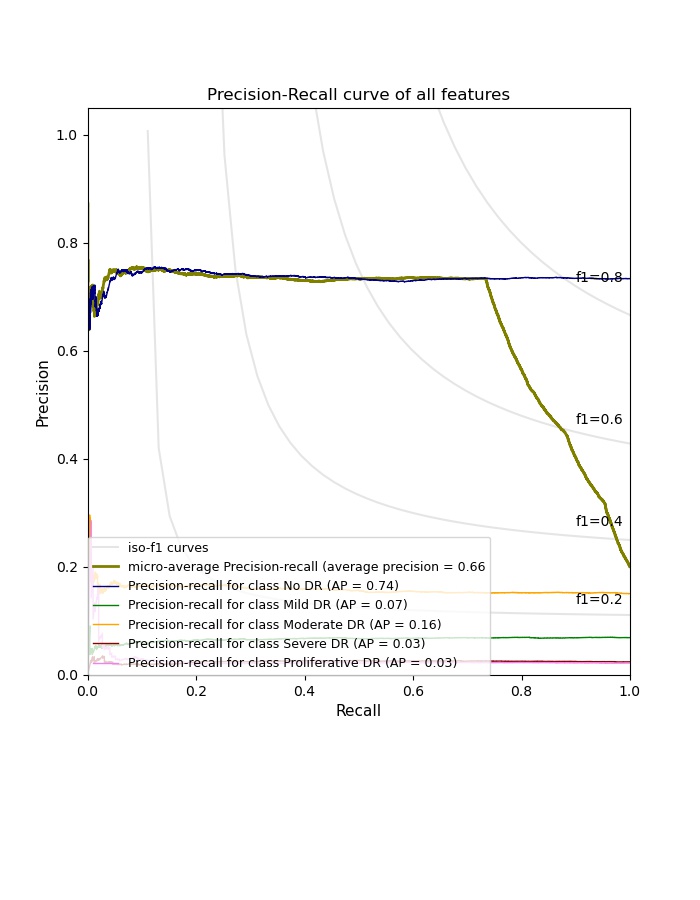 Precision-Recall curve of all features
1.0
0.8
0.6
0.4
0.2
0.0
Precision
f1=0.8
f1=0.6
f1=0.4
f1=0.2
iso-f1 curves
micro-average Precision-recall (average precision = 0.66
Precision-recall for class No DR (AP = 0.74)
Precision-recall for class Mild DR (AP = 0.07)
Precision-recall for class Moderate DR (AP = 0.16)
Precision-recall for class Severe DR (AP = 0.03)
Precision-recall for class Proliferative DR (AP = 0.03)
0.0 0.2 0.4 0.6 0.8 1.0
Recall